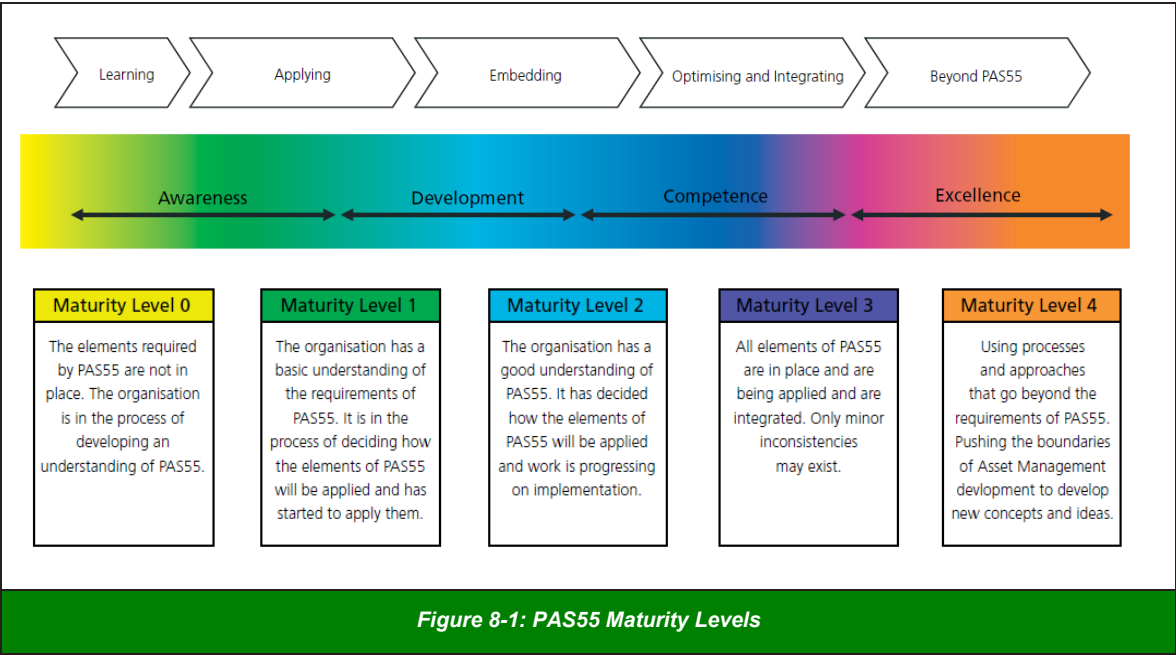 Learning
Applying
Embedding
Optimising and Integrating
Beyond PAS55
Awareness
Development
Competence
Excellence
Maturity Level 0
The elements required
by PAS55 are not in
place. The organisation
is in the process of
developing an
understanding of PAS55.
Maturity Level 1
The organisation has a
basic understanding of
the requirements of
PAS55. It is in the
process of deciding how
the elements of PAS55
will be applied and has
started to apply them.
Maturity Level 2
The organisation has a
good understanding of
PAS55. It has decided
how the elements of
PAS55 will be applied
and work is progressing
on implementation.
Maturity Level 3
All elements of PAS55
are in place and are
being applied and are
integrated. Only minor
inconsistencies
may exist.
Maturity Level 4
Using processes
and approaches
that go beyond the
requirements of PAS55.
Pushing the boundaries
of Asset Management
devlopment to develop
new concepts and ideas.
Figure 8-1: PAS55 Maturity Levels